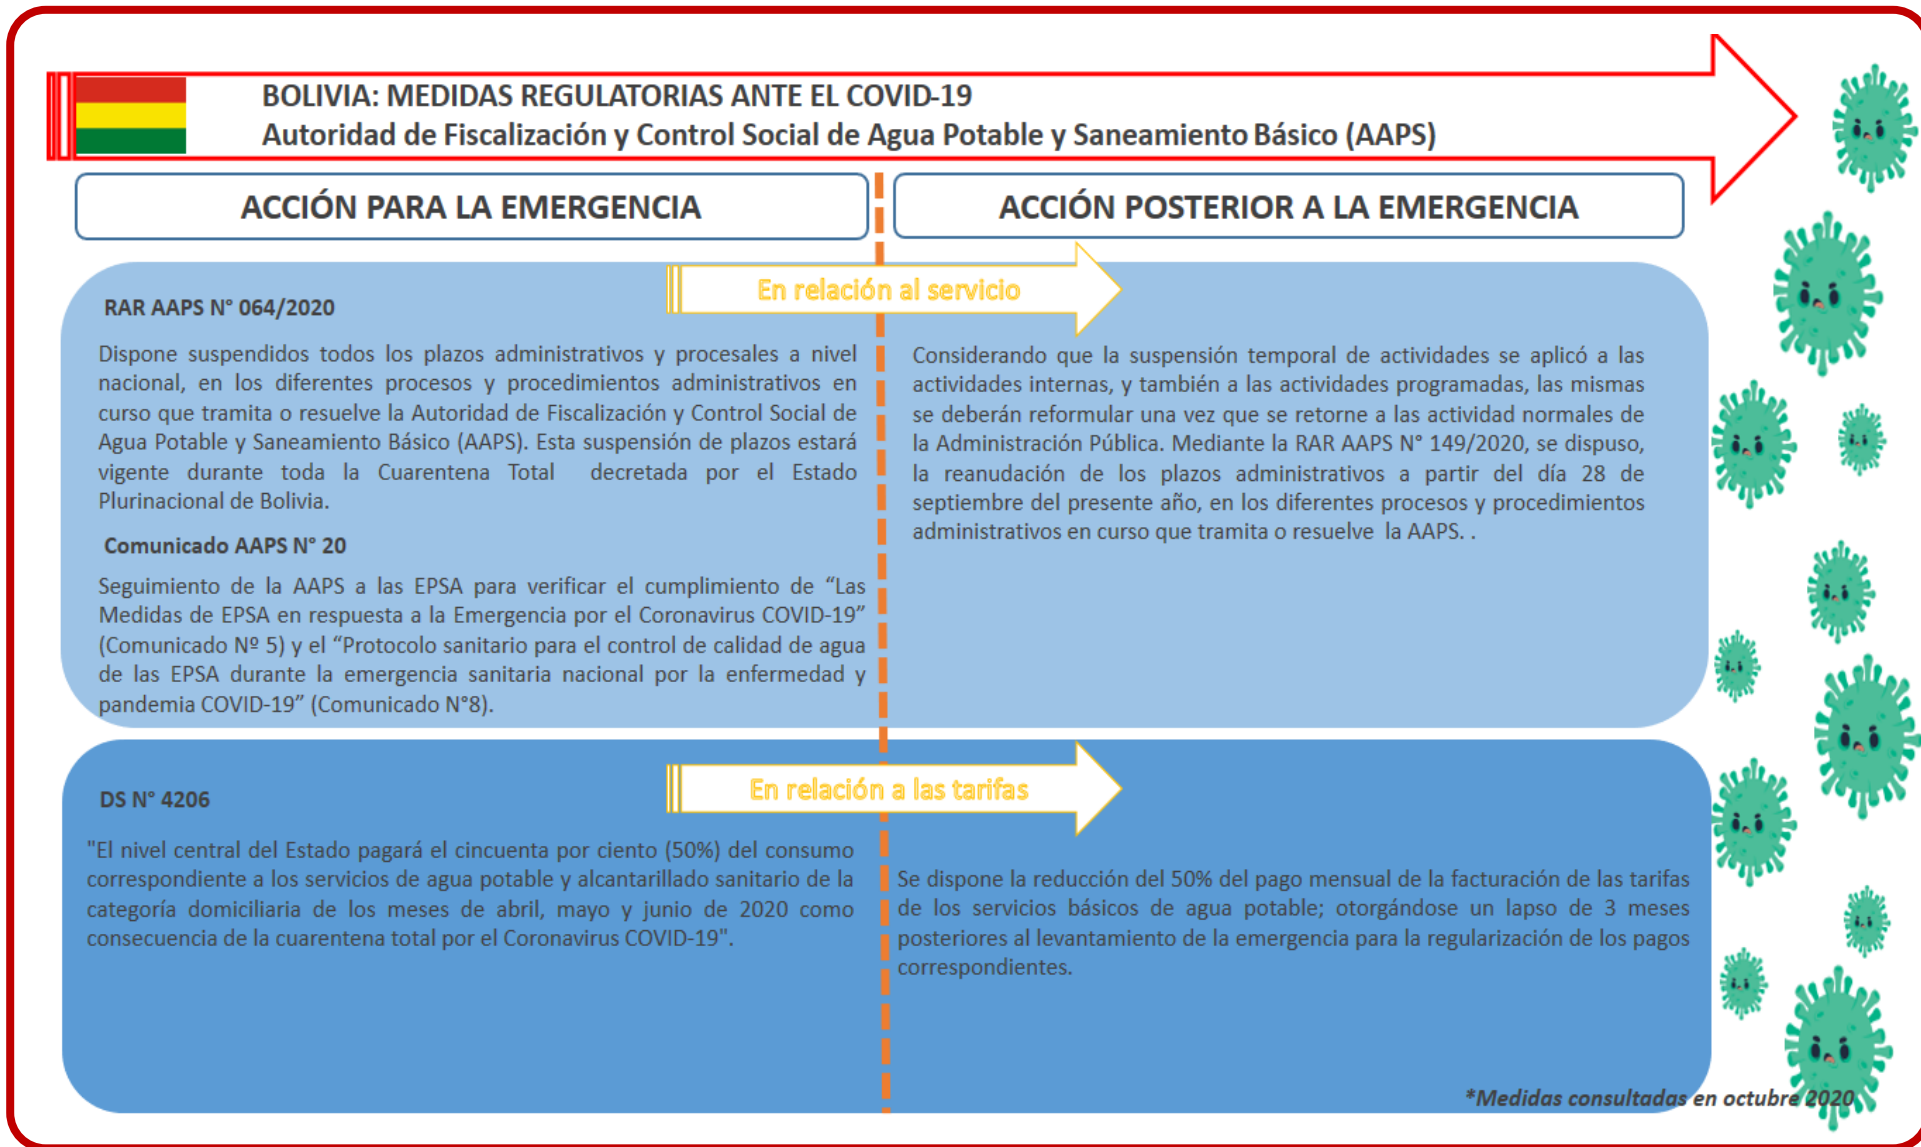 BOLIVIA: MEDIDAS REGULATORIAS ANTE EL COVID-19
Autoridad de Fiscalización y Control Social de Agua Potable y Saneamiento Básico (AAPS)
ACCIÓN PARA LA EMERGENCIA
ACCIÓN POSTERIOR A LA EMERGENCIA
En relación al servicio
RAR AAPS N° 064/2020
Dispone suspendidos todos los plazos administrativos y procesales a nivel
nacional, en los diferentes procesos y procedimientos administrativos en
curso que tramita o resuelve la Autoridad de Fiscalización y Control Social de
Agua Potable y Saneamiento Básico (AAPS). Esta suspensión de plazos estará
vigente durante toda la Cuarentena Total decretada por el Estado
Plurinacional de Bolivia.
Comunicado AAPS N° 20
Seguimiento de la AAPS a las EPSA para verificar el cumplimiento de “Las
Medidas de EPSA en respuesta a la Emergencia por el Coronavirus COVID-19”
(Comunicado Nº 5) y el “Protocolo sanitario para el control de calidad de agua
de las EPSA durante la emergencia sanitaria nacional por la enfermedad y
pandemia COVID-19” (Comunicado N°8).
Considerando que la suspensión temporal de actividades se aplicó a las
actividades internas, y también a las actividades programadas, las mismas
se deberán reformular una vez que se retorne a las actividad normales de
la Administración Pública. Mediante la RAR AAPS N° 149/2020, se dispuso,
la reanudación de los plazos administrativos a partir del día 28 de
septiembre del presente año, en los diferentes procesos y procedimientos
administrativos en curso que tramita o resuelve la AAPS. .
En relación a las tarifas
DS N° 4206
"El nivel central del Estado pagará el cincuenta por ciento (50%) del consumo
correspondiente a los servicios de agua potable y alcantarillado sanitario de la
categoría domiciliaria de los meses de abril, mayo y junio de 2020 como
consecuencia de la cuarentena total por el Coronavirus COVID-19".
Se dispone la reducción del 50% del pago mensual de la facturación de las tarifas
de los servicios básicos de agua potable; otorgándose un lapso de 3 meses
posteriores al levantamiento de la emergencia para la regularización de los pagos
correspondientes.
*Medidas consultadas en octubre 2020